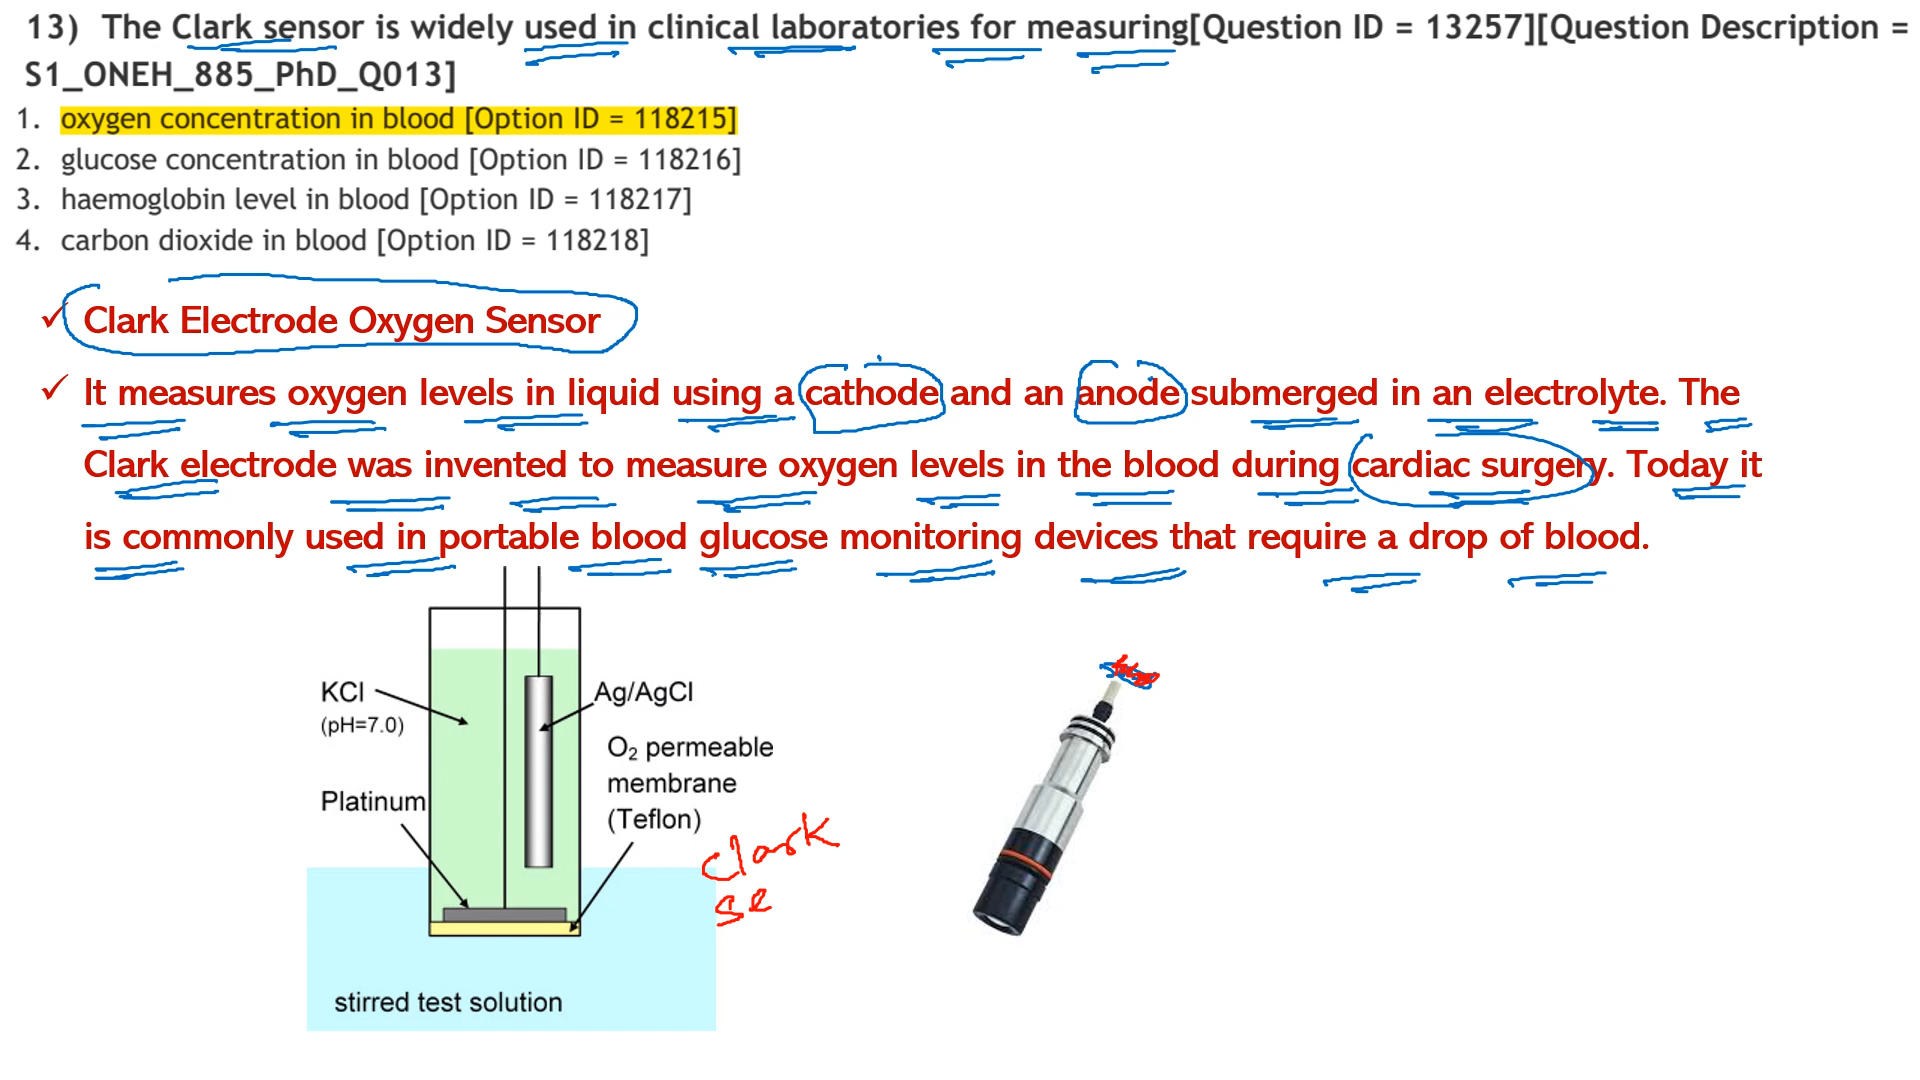 13) The Clark sensor is widely used in clinical laboratories for measuring[Question ID = 13257][Question Description =
S1_ONEH_885_PhD_Q013]
1. oxygen concentration in blood [Option ID = 118215]
2. glucose concentration in blood [Option ID = 118216]
3. haemoglobin level in blood [Option ID = 118217]
4. carbon dioxide in blood [Option ID = 118218]
✓ Clark Electrode Oxygen Sensor
✓ It measures oxygen levels in liquid using a cathode and an anode submerged in an electrolyte. The
Clark electrode was invented to measure oxygen levels in the blood during cardiac surgery. Today it
is commonly used in portable blood glucose monitoring devices that require a drop of blood.
KCl
(pH=7.0)
Ag/AgCl
O₂ permeable
membrane
(Teflon)
Platinum
Clark
se
stirred test solution